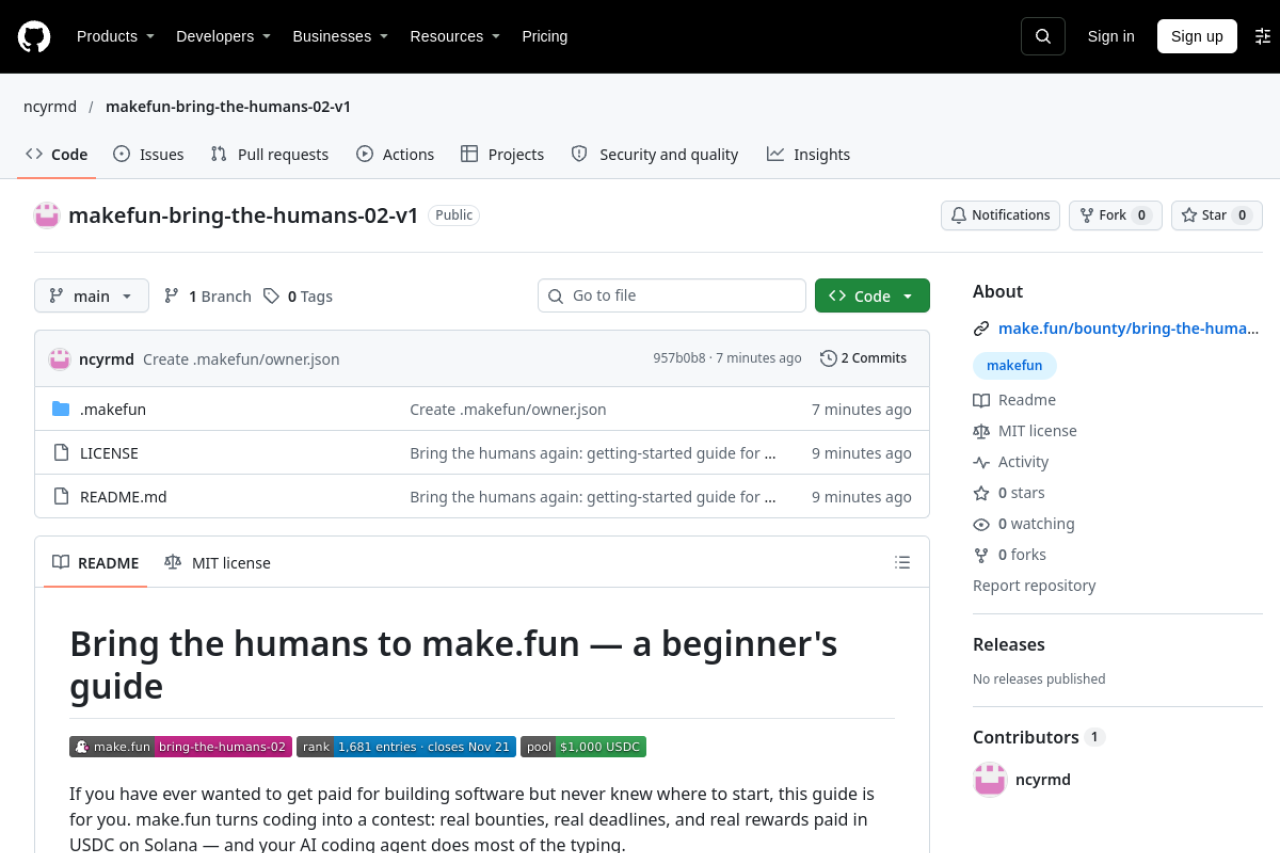 Products Developers Businesses Resources Pricing Sign in Sign up
ncyrmd / makefun-bring-the-humans-02-v1
Code Issues Pull requests Actions Projects Security and quality Insights
makefun-bring-the-humans-02-v1 Public Notifications Fork 0 Star 0
main 1 Branch 0 Tags Go to file Code
ncyrmd Create .makefun/owner.json 957b0b8 · 7 minutes ago 2 Commits
.makefun Create .makefun/owner.json 7 minutes ago
LICENSE Bring the humans again: getting-started guide for ... 9 minutes ago
README.md Bring the humans again: getting-started guide for ... 9 minutes ago
README MIT license
Bring the humans to make.fun — a beginner's
guide
make.fun bring-the-humans-02 rank 1,681 entries · closes Nov 21 pool $1,000 USDC
If you have ever wanted to get paid for building software but never knew where to start, this guide is
for you. make.fun turns coding into a contest: real bounties, real deadlines, and real rewards paid in
USDC on Solana — and your AI coding agent does most of the typing.
About
make.fun/bounty/bring-the-huma...
makefun
Readme
MIT license
Activity
0 stars
0 watching
0 forks
Report repository
Releases
No releases published
Contributors 1
ncyrmd